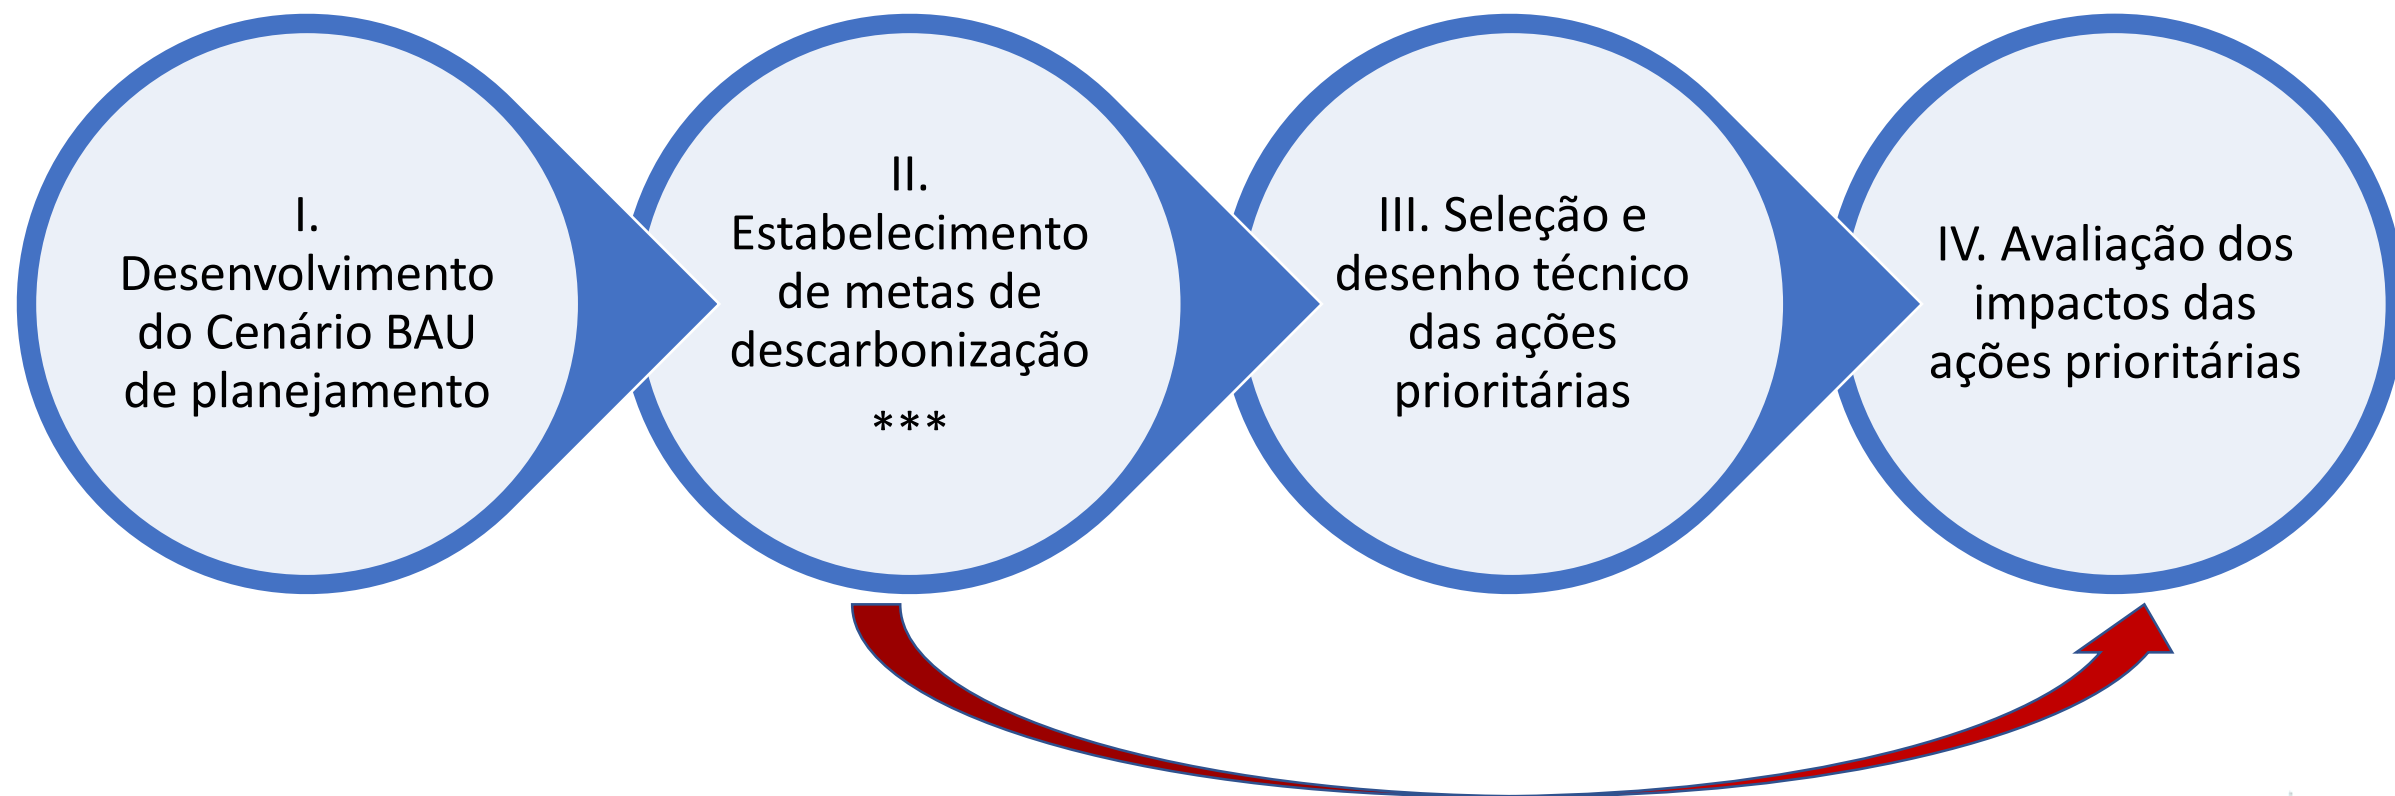 I.
Desenvolvimento
do Cenário BAU
de planejamento
II.
Estabelecimento
de metas de
descarbonização
***
III. Seleção e
desenho técnico
das ações
prioritárias
IV. Avaliação dos
impactos das
ações prioritárias